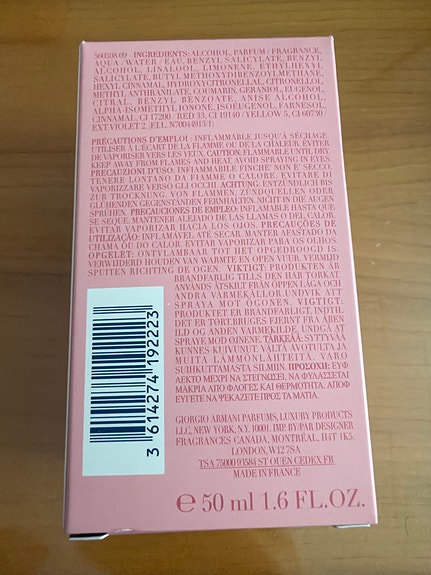 560598 09 - INGREDIENTS: ALCOHOL, PARFUM / FRAGRANCE,
AQUA / WATER / EAU, BENZYL SALICYLATE, BENZYL
ALCOHOL, LINALOOL, LIMONENE, ETHYLHEXYL
SALICYLATE, BUTYL METHOXYDIBENZOYLMETHANE,
HEXYL CINNAMAL, HYDROXYCITRONELLAL, CITRONELLOL,
METHYL ANTHRANILATE, COUMARIN, GERANIOL, EUGENOL,
CITRAL, BENZYL BENZOATE, ANISE ALCOHOL,
ALPHA-ISOMETHYL IONONE, ISOEUGENOL, FARNESOL,
CINNAMAL, CI 17200 / RED 33, CI 19140 / YELLOW 5, CI 60730 /
EXT VIOLET 2 (F.I.L. N70044913/1)
PRÉCAUTIONS D'EMPLOI : INFLAMMABLE JUSQU'À SÉCHAGE.
UTILISER À L'ÉCART DE LA FLAMME OU DE LA CHALEUR. ÉVITER
DE VAPORISER VERS LES YEUX. CAUTION: FLAMMABLE UNTIL DRY.
KEEP AWAY FROM FLAMES AND HEAT, AVOID SPRAYING IN EYES.
PRECAUZIONI D'USO: INFIAMMABILE FINCHE NON E SECCO.
TENERE LONTANO DA FIAMME O CALORE. EVITARE DI
VAPORIZZARE VERSO GLI OCCHI. ACHTUNG: ENTZÜNDLICH BIS
ZUR TROCKNUNG VON FLAMMEN, ZÜNDQUELLEN ODER
GLÜHENDEN GEGENSTANDEN FERNHALTEN. NICHT IN DIE AUGEN
SPRÜHEN. PRECAUCIONES DE EMPLEO: INFLAMABLE HASTA QUE
SE SEQUE. MANTENER ALEJADO DE LAS LLAMAS O DEL CALOR.
EVITAR VAPORIZAR HACIA LOS OJOS. PRECAUÇÕES DE
UTILIZAÇÃO: INFLAMÁVEL ATÉ SECAR. MANTER AFASTADO DA
CHAMA OU DO CALOR. EVITAR VAPORIZAR PARA OS OLHOS.
OPGELET: ONTVLAMBAAR TOT HET OPGEDROOGD IS
VERWIJDERD HOUDEN VAN WARMTE EN OPEN VUUR. VERMIJD
SPUITEN RICHTING DE OGEN. VIKTIGT: PRODUKTEN ÄR
BRANDFARLIG TILLS DEN HAR TORKAT.
ANVÄNDS ÅTSKILT FRÅN ÖPPEN LÅGA OCH
ANDRA VÄRMEKÄLLOR. UNDVIK ATT
SPRAYA MOT ÖGONEN. VIGTIGT:
PRODUKTET ER BRANDFARLIGT, INDTIL
DET ER TORT. BRUGES FJERNT FRA ÅBEN
ILD OG ANDEN VARMEKILDE. UNDGÅ AT
SPRAYE MOD ØJNENE. TÄRKEÄÄ: SYTTYVÄÄ
KUNNES KUIVUNUT. VÄLTÄ AVOTULTA JA
MUITA LÄMMÖNLÄHTEITÄ. VARO
SUIHKUTTAMASTA SILMIIN. ΠΡΟΣΟΧΗ: ΕΥΦ
ΛΕΚΤΟ ΜΕΧΡΙ ΝΑ ΣΤΕΓΝΩΣΕΙ ΝΑ ΦΥΛΑΣΣΕΤΑΙ
ΜΑΚΡΙΑ ΑΠΟ ΦΛΟΓΕΣ ΚΑΙ ΘΕΡΜΟΤΗΤΑ. ΑΠΟΦ
ΕΥΓΕΤΕ ΝΑ ΨΕΚΑΖΕΤΕ ΠΡΟΣ ΤΑ ΜΑΤΙΑ.
3 614274 192223
GIORGIO ARMANI PARFUMS, LUXURY PRODUCTS
LLC, NEW YORK, N.Y. 10001. IMP. BY/PAR DESIGNER
FRAGRANCES CANADA, MONTRÉAL, H4T 1K5.
LONDON, W12 7SA
TSA 75000 93584 ST OUEN CEDEX FR
MADE IN FRANCE
e 50 ml 1.6 FL.OZ.